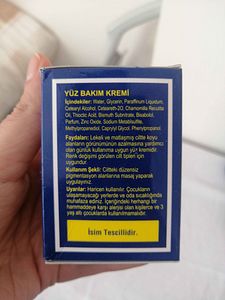 YÜZ BAKIM KREMİ
İçindekiler: Water, Glycerin, Paraffinum Liquidum,
Cetearyl Alcohol, Ceteareth-20, Chamomilla Recutita
Oil, Thioctic Acid, Bismuth Subnitrate, Bisabolol,
Parfum, Zinc Oxide, Sodium Metabisulfite,
Methylpropanediol, Caprylyl Glycol, Phenylpropanol
Faydaları: Lekeli ve matlaşmış ciltte koyu
alanların görünümünün azalmasına yardımcı
olan günlük kullanıma uygun yüz kremidir.
Renk değişimi görülen cilt tipleri için
uygundur.
Kullanım Şekli: Ciltteki düzensiz
pigmentasyon alanlarına masaj yaparak
uygulayınız.
Uyarılar: Haricen kullanılır. Çocukların
ulaşamayacağı yerlerde ve oda sıcaklığında
muhafaza ediniz. İçeriğindeki herhangi bir
hammaddeye karşı alerjisi olan kişilerce ve 3
yaş altı çocuklarda kullanılmamalıdır.
İsim Tescillidir.